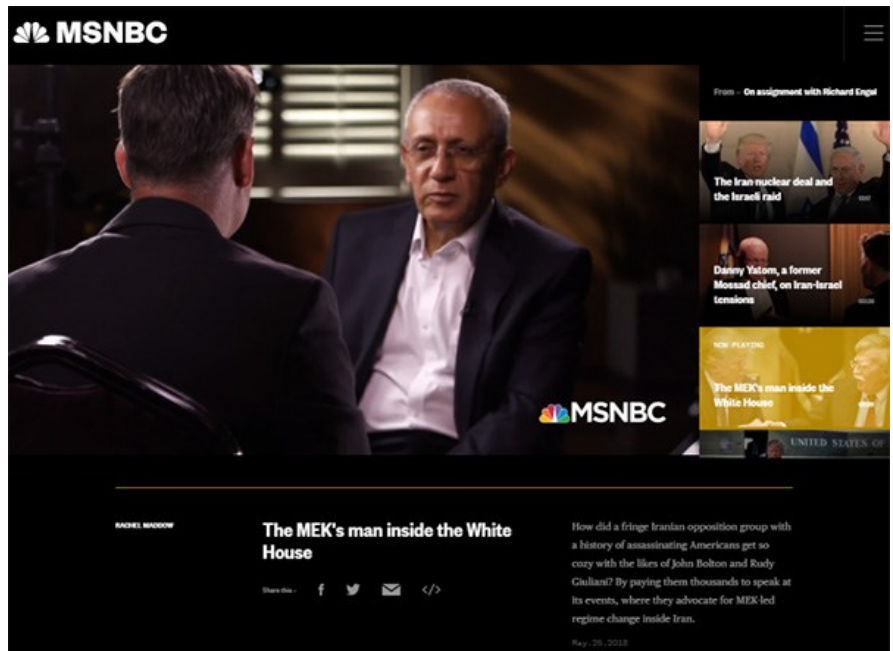 MSNBC
From - On assignment with Richard Engel
The Iran nuclear deal and
the Israeli raid
Danny Yatom, a former
Mossad chief, on Iran-Israel
tensions
NOW PLAYING
The MEK's man inside the
White House
UNITED STATES OF
MSNBC
RACHEL MADDOW
The MEK's man inside the White
House
Share this -
How did a fringe Iranian opposition group with
a history of assassinating Americans get so
cozy with the likes of John Bolton and Rudy
Giuliani? By paying them thousands to speak at
its events, where they advocate for MEK-led
regime change inside Iran.